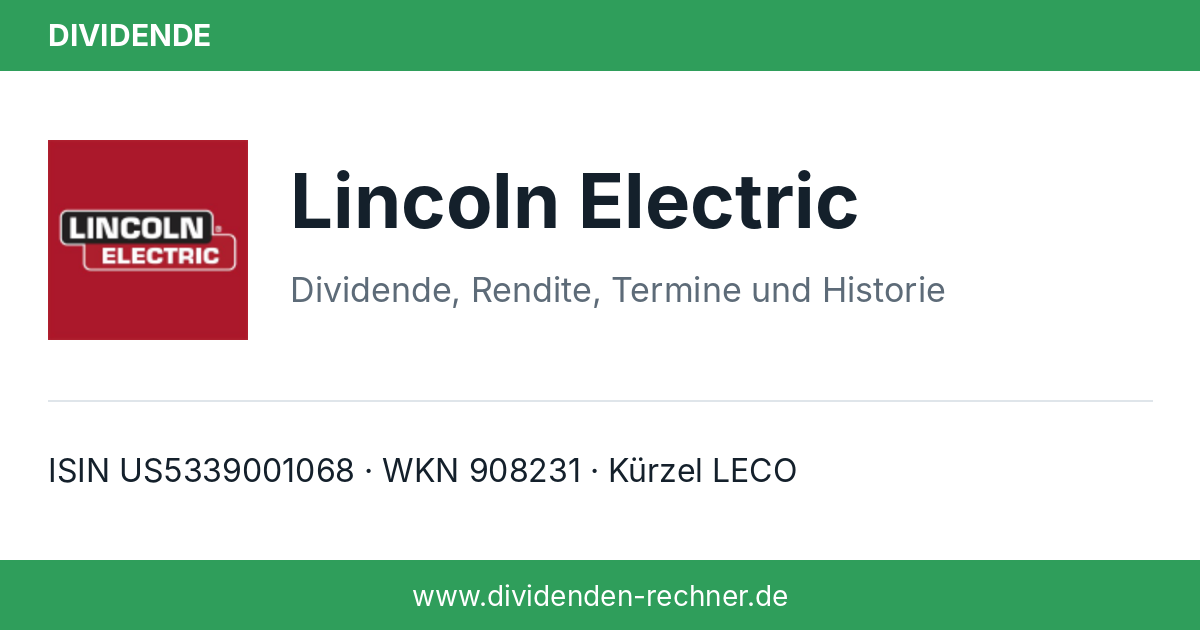 DIVIDENDE
LINCOLN®
ELECTRIC
Lincoln Electric
Dividende, Rendite, Termine und Historie
ISIN US5339001068 · WKN 908231 · Kürzel LECO
www.dividenden-rechner.de